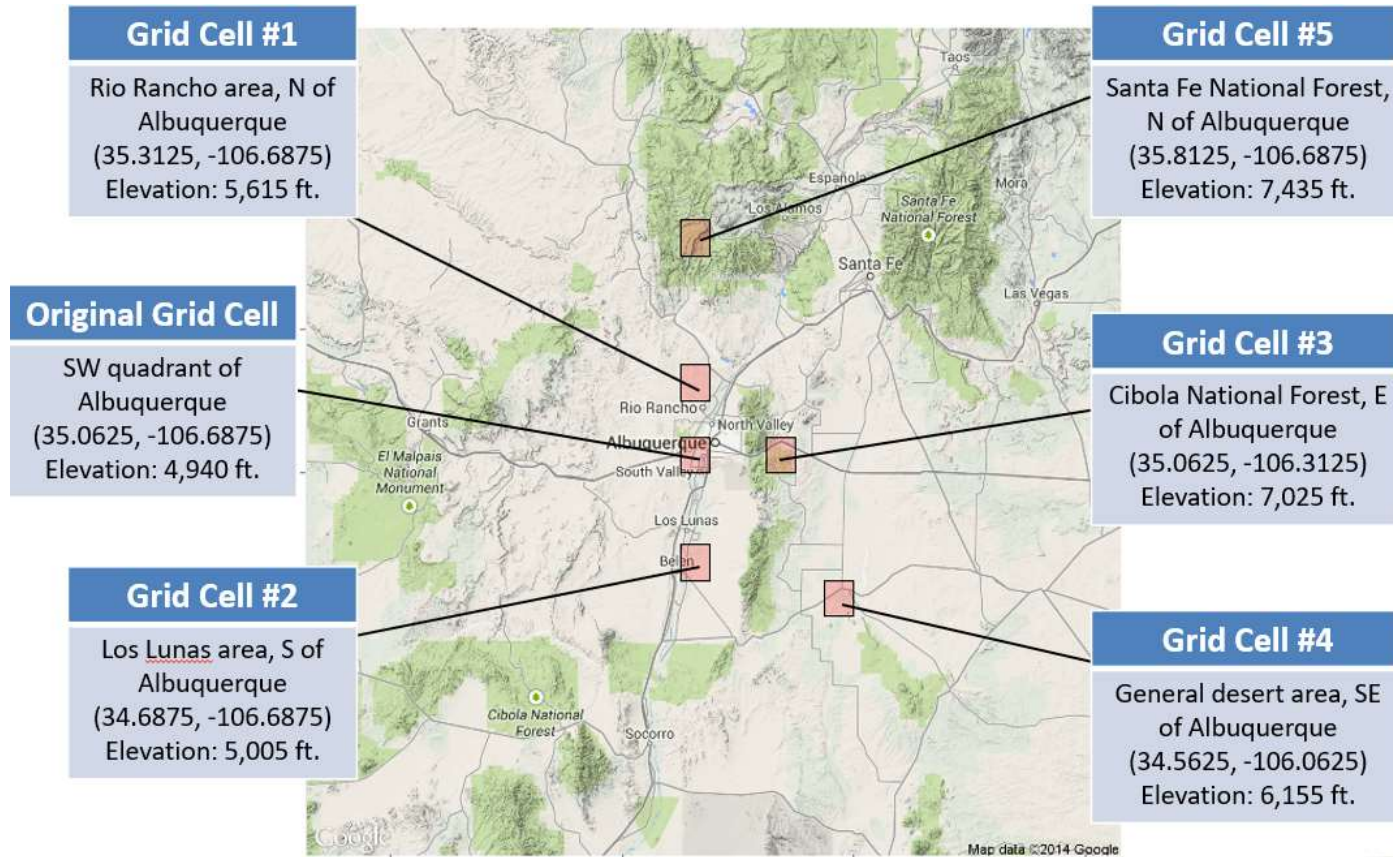 Grid Cell #1
Rio Rancho area, N of
Albuquerque
(35.3125, -106.6875)
Elevation: 5,615 ft.
Original Grid Cell
SW quadrant of
Albuquerque
(35.0625, -106.6875)
Elevation: 4,940 ft.
Grid Cell #2
Los Lunas area, S of
Albuquerque
(34.6875, -106.6875)
Elevation: 5,005 ft.
Taos
Española
Mora
Los Alamos
Santa Fe
National Forest
Santa Fe
Las Vegas
Rio Rancho
Grants
North Valley
Albuquerque
El Malpais
National
Monument
South Valley
Los Lunas
Belen
Cibola National
Forest
Socorro
Google
Map data ©2014 Google
Grid Cell #5
Santa Fe National Forest,
N of Albuquerque
(35.8125, -106.6875)
Elevation: 7,435 ft.
Grid Cell #3
Cibola National Forest, E
of Albuquerque
(35.0625, -106.3125)
Elevation: 7,025 ft.
Grid Cell #4
General desert area, SE
of Albuquerque
(34.5625, -106.0625)
Elevation: 6,155 ft.